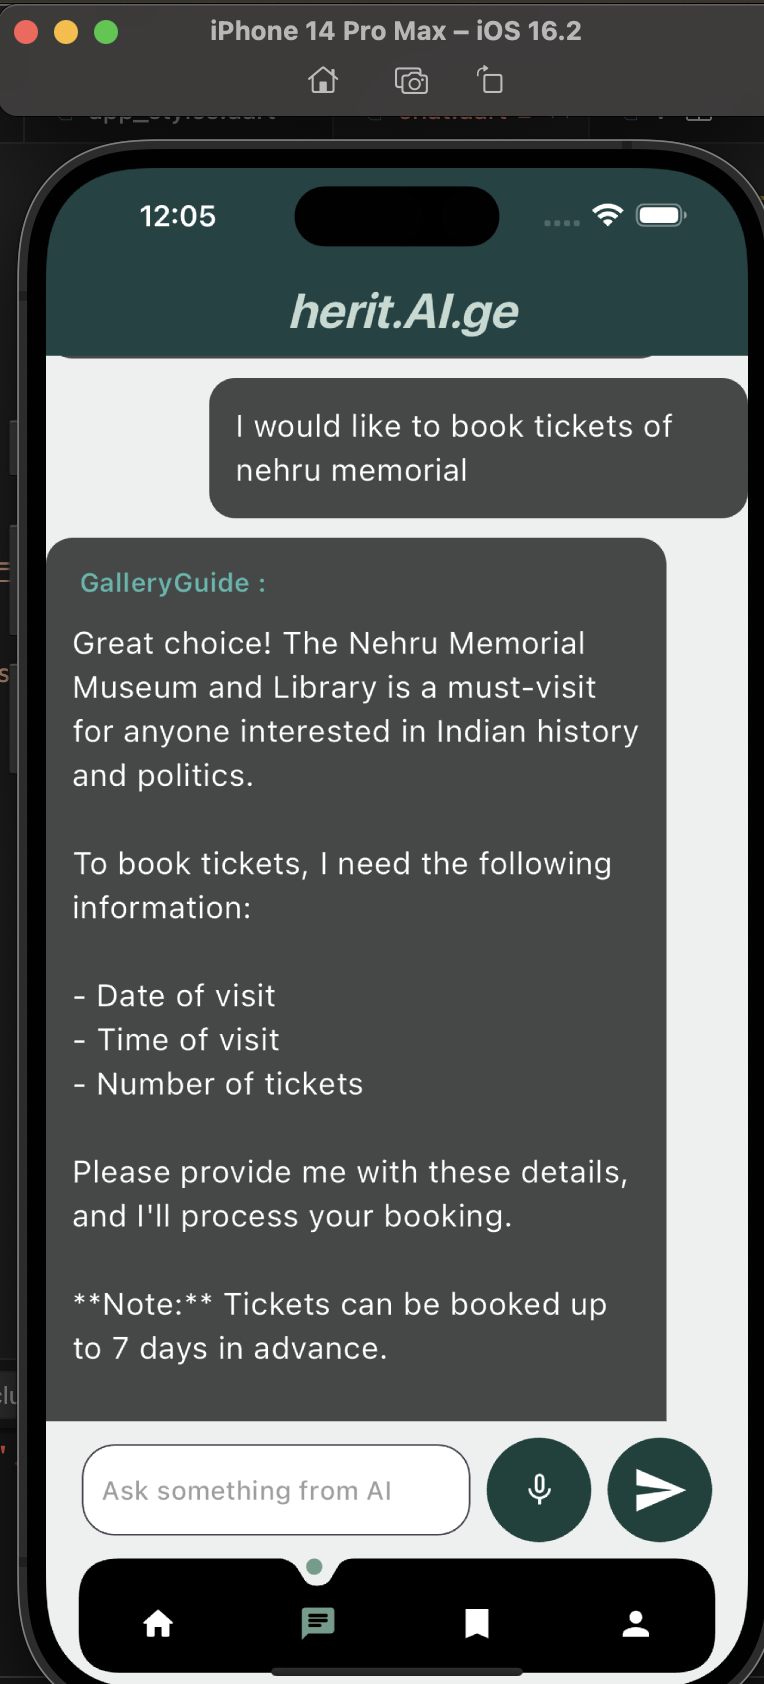 iPhone 14 Pro Max – iOS 16.2
app_styles.dart
chat.dart
12:05
herit.AI.ge
I would like to book tickets of
nehru memorial
GalleryGuide :
Great choice! The Nehru Memorial
Museum and Library is a must-visit
for anyone interested in Indian history
and politics.
To book tickets, I need the following
information:
- Date of visit
- Time of visit
- Number of tickets
Please provide me with these details,
and I'll process your booking.
**Note:** Tickets can be booked up
to 7 days in advance.
Ask something from AI